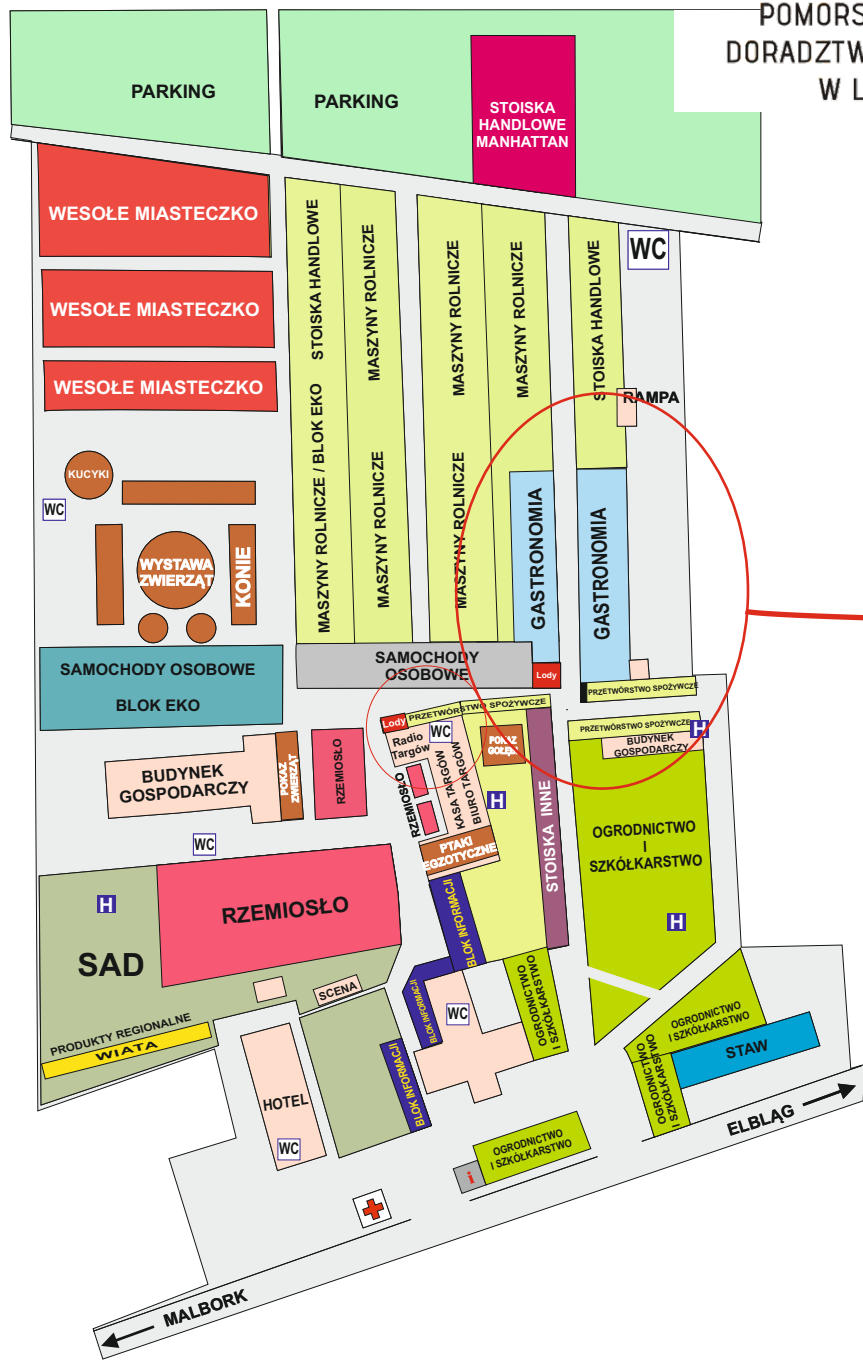 POMORS
DORADZTW
W L
PARKING
PARKING
STOISKA
HANDLOWE
MANHATTAN
WESOŁE MIASTECZKO
WESOŁE MIASTECZKO
WESOŁE MIASTECZKO
STOISKA HANDLOWE
MASZYNY ROLNICZE
MASZYNY ROLNICZE
MASZYNY ROLNICZE
STOISKA HANDLOWE
WC
RAMPA
MASZYNY ROLNICZE / BLOK EKO
MASZYNY ROLNICZE
MASZYNY ROLNICZE
GASTRONOMIA
GASTRONOMIA
KUCYKI
WC
WYSTAWA
ZWIERZĄT
KONIE
SAMOCHODY OSOBOWE
BLOK EKO
SAMOCHODY
OSOBOWE
Lody
PRZETWÓRSTWO SPOŻYWCZE
Lody
PRZETWÓRSTWO SPOŻYWCZE
PRZETWÓRSTWO SPOŻYWCZE
H
BUDYNEK
GOSPODARCZY
Radio
Targów
WC
POKAZ
GOŁĘBI
BUDYNEK
GOSPODARCZY
POKAZ
ZWIERZĄT
RZEMIOSŁO
RZEMIOSŁO
KASA TARGÓW
BIURO TARGÓW
H
STOISKA INNE
OGRODNICTWO
I
SZKÓŁKARSTWO
WC
PTAKI
EGZOTYCZNE
H
RZEMIOSŁO
BLOK INFORMACJI
H
SAD
SCENA
BLOK INFORMACJI
WC
OGRODNICTWO
I SZKÓŁKARSTWO
PRODUKTY REGIONALNE
WIATA
OGRODNICTWO
I SZKÓŁKARSTWO
STAW
HOTEL
BLOK INFORMACJI
OGRODNICTWO
I SZKÓŁKARSTWO
WC
OGRODNICTWO
I SZKÓŁKARSTWO
i
ELBLĄG
MALBORK